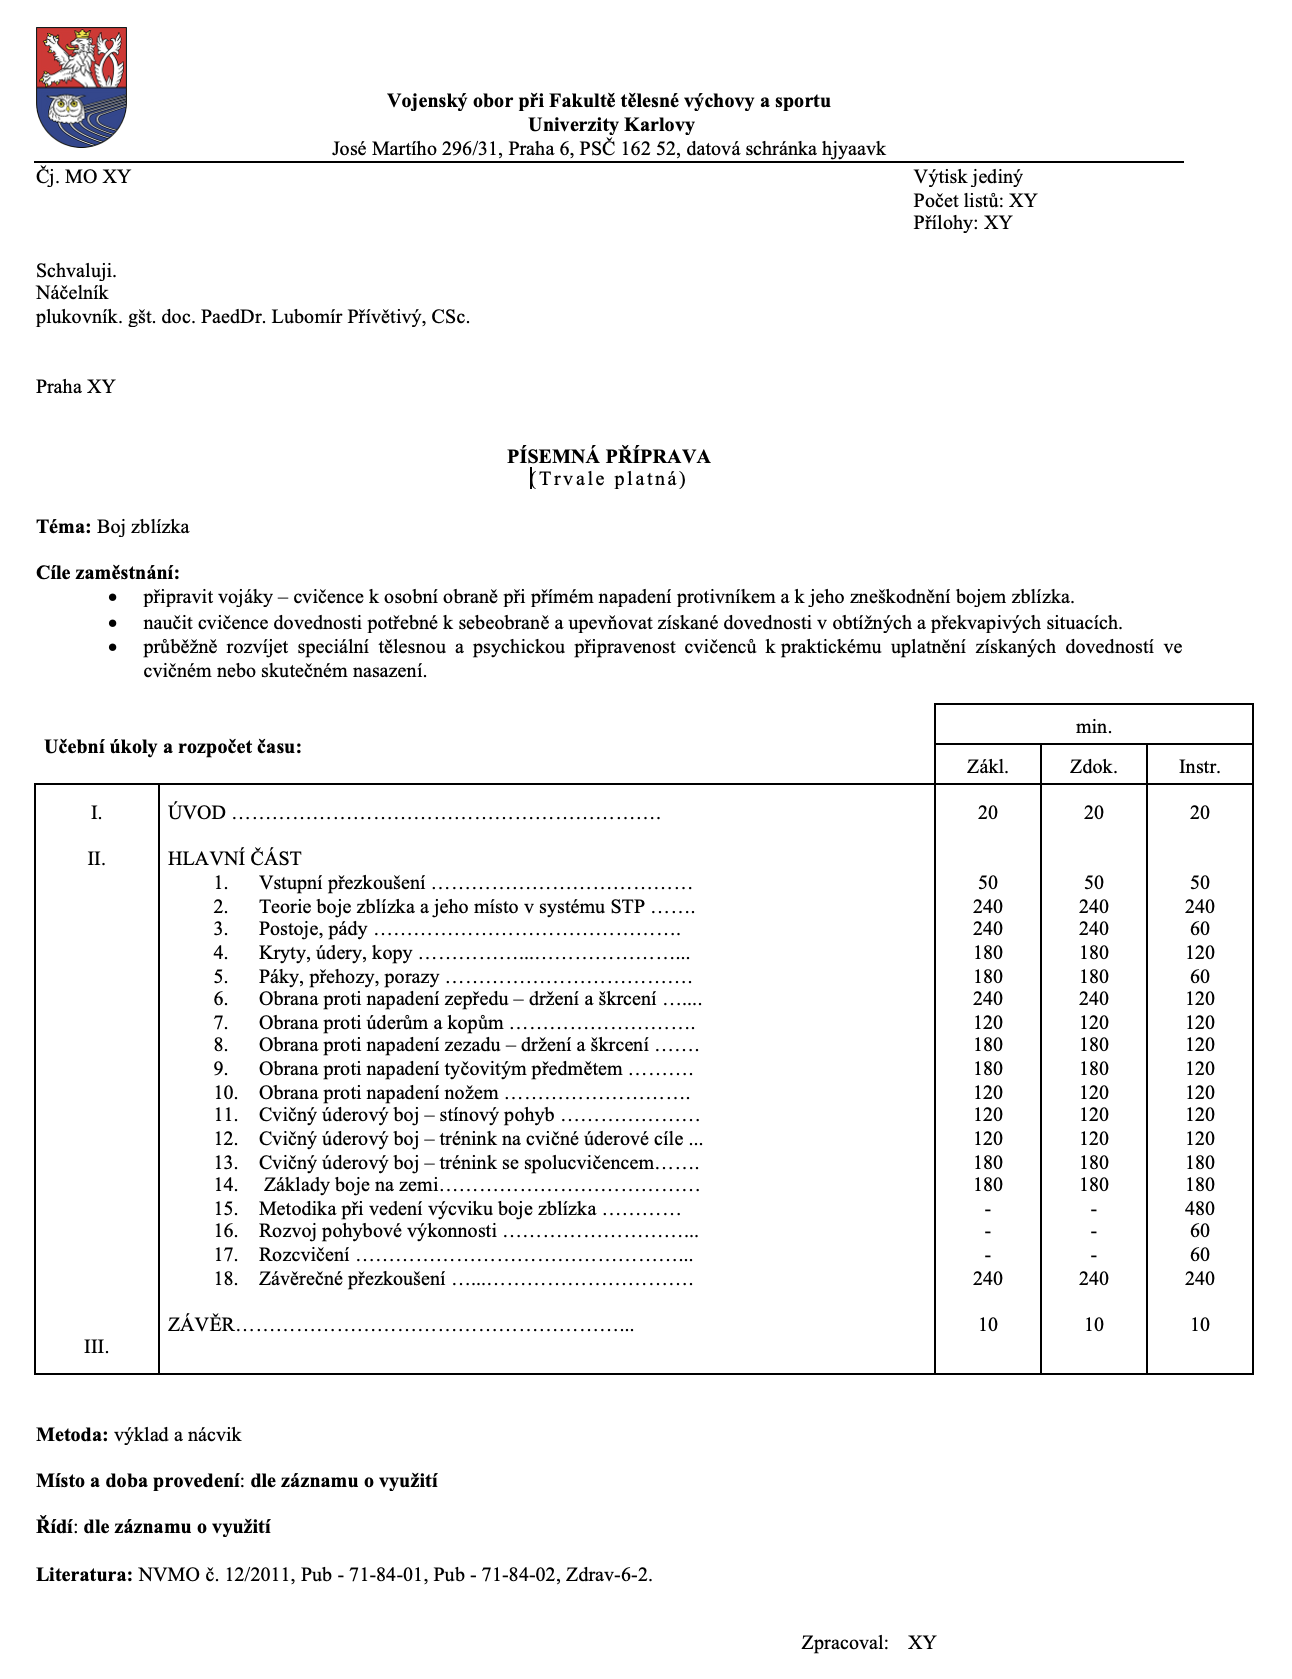 Vojenský obor při Fakultě tělesné výchovy a sportu
Univerzity Karlovy
José Martího 296/31, Praha 6, PSČ 162 52, datová schránka hjyaavk
Čj. MO XY Výtisk jediný
Počet listů: XY
Přílohy: XY
Schvaluji.
Náčelník
plukovník. gšt. doc. PaedDr. Lubomír Přívětivý, CSc.
Praha XY
PÍSEMNÁ PŘÍPRAVA
(Trvale platná)
Téma: Boj zblízka
Cíle zaměstnání:
• připravit vojáky – cvičence k osobní obraně při přímém napadení protivníkem a k jeho zneškodnění bojem zblízka.
• naučit cvičence dovednosti potřebné k sebeobraně a upevňovat získané dovednosti v obtížných a překvapivých situacích.
• průběžně rozvíjet speciální tělesnou a psychickou připravenost cvičenců k praktickému uplatnění získaných dovedností ve
cvičném nebo skutečném nasazení.
min.
Učební úkoly a rozpočet času:
Zákl. Zdok. Instr.
I. ÚVOD ………………………………………………………. 20 20 20
II. HLAVNÍ ČÁST
1. Vstupní přezkoušení ………………………………… 50 50 50
2. Teorie boje zblízka a jeho místo v systému STP ……. 240 240 240
3. Postoje, pády ………………………………………. 240 240 60
4. Kryty, údery, kopy ……………...…………………... 180 180 120
5. Páky, přehozy, porazy ……………………………… 180 180 60
6. Obrana proti napadení zepředu – držení a škrcení ….... 240 240 120
7. Obrana proti úderům a kopům ………………………. 120 120 120
8. Obrana proti napadení zezadu – držení a škrcení ……. 180 180 120
9. Obrana proti napadení tyčovitým předmětem ………. 180 180 120
10. Obrana proti napadení nožem ………………………. 120 120 120
11. Cvičný úderový boj – stínový pohyb ………………… 120 120 120
12. Cvičný úderový boj – trénink na cvičné úderové cíle ... 120 120 120
13. Cvičný úderový boj – trénink se spolucvičencem……. 180 180 180
14. Základy boje na zemi………………………………… 180 180 180
15. Metodika při vedení výcviku boje zblízka ………… - - 480
16. Rozvoj pohybové výkonnosti ………………………... - - 60
17. Rozcvičení …………………………………………... - - 60
18. Závěrečné přezkoušení …...…………………………. 240 240 240
ZÁVĚR…………………………………………………... 10 10 10
III.
Metoda: výklad a nácvik
Místo a doba provedení: dle záznamu o využití
Řídí: dle záznamu o využití
Literatura: NVMO č. 12/2011, Pub - 71-84-01, Pub - 71-84-02, Zdrav-6-2.
Zpracoval: XY